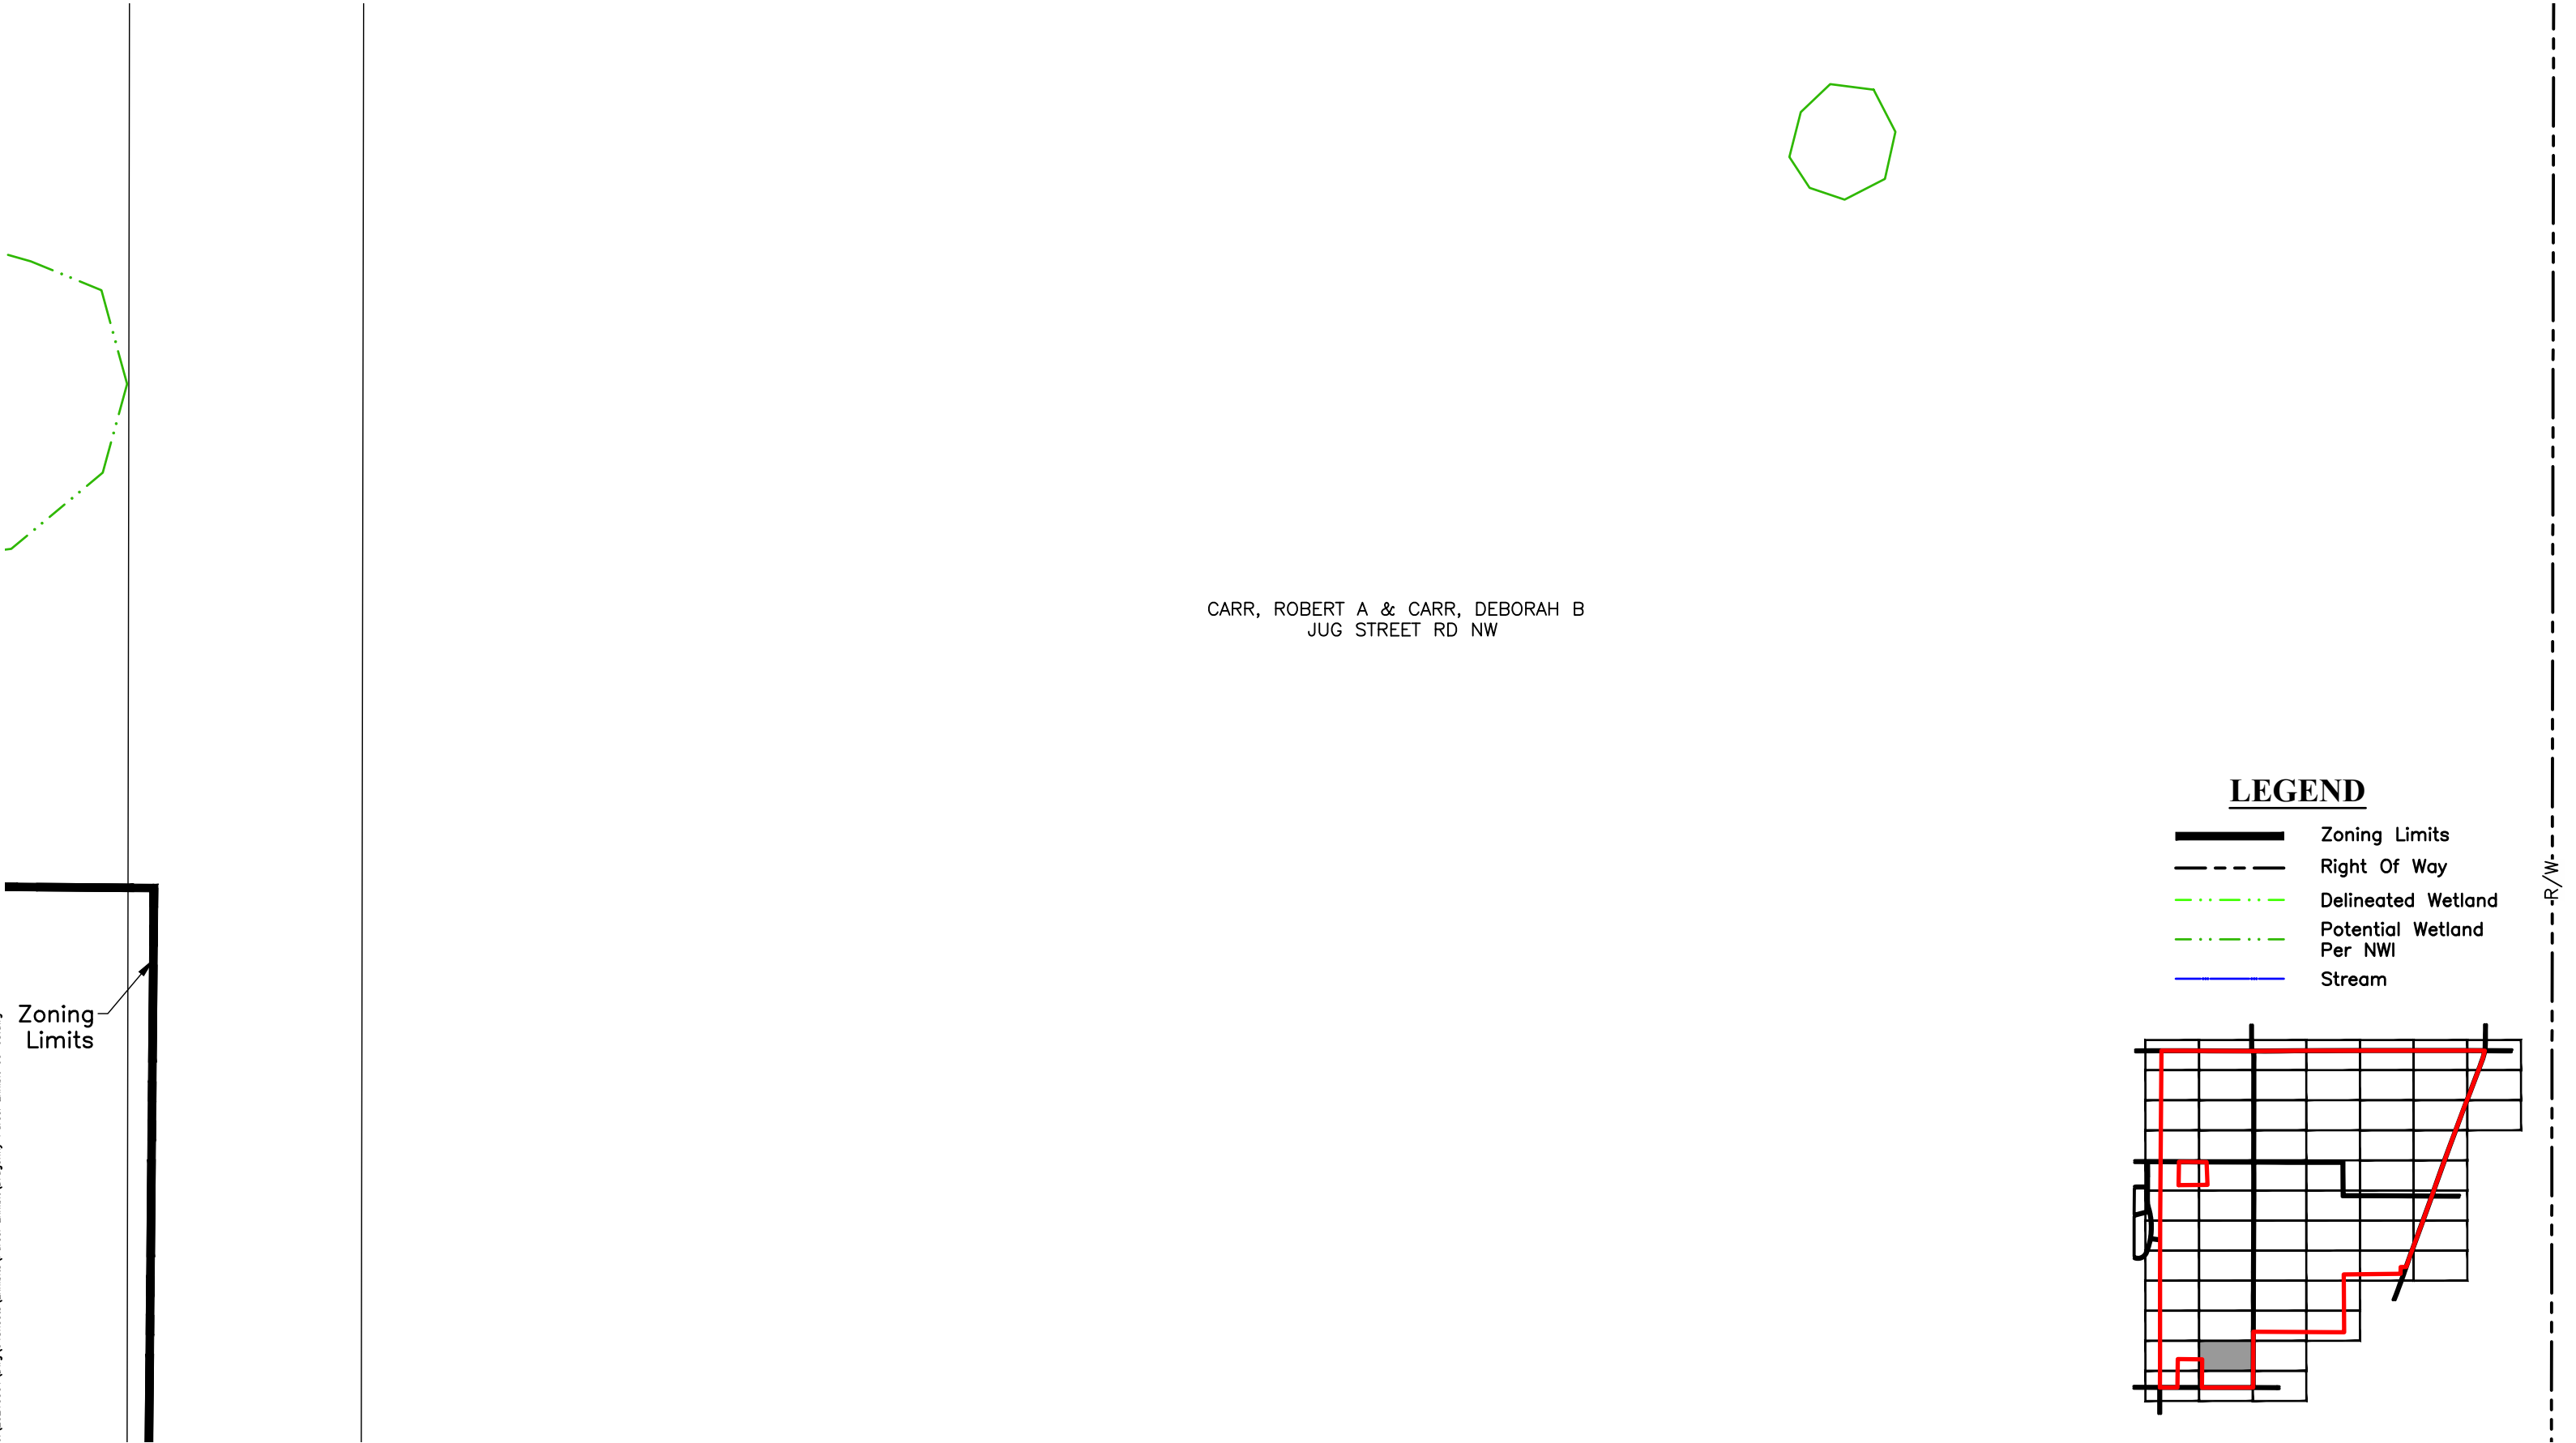 CARR, ROBERT A & CARR, DEBORAH B
JUG STREET RD NW
LEGEND
Zoning Limits
Right Of Way
Delineated Wetland
Potential Wetland
Per NWI
Stream
R/W
Zoning
Limits